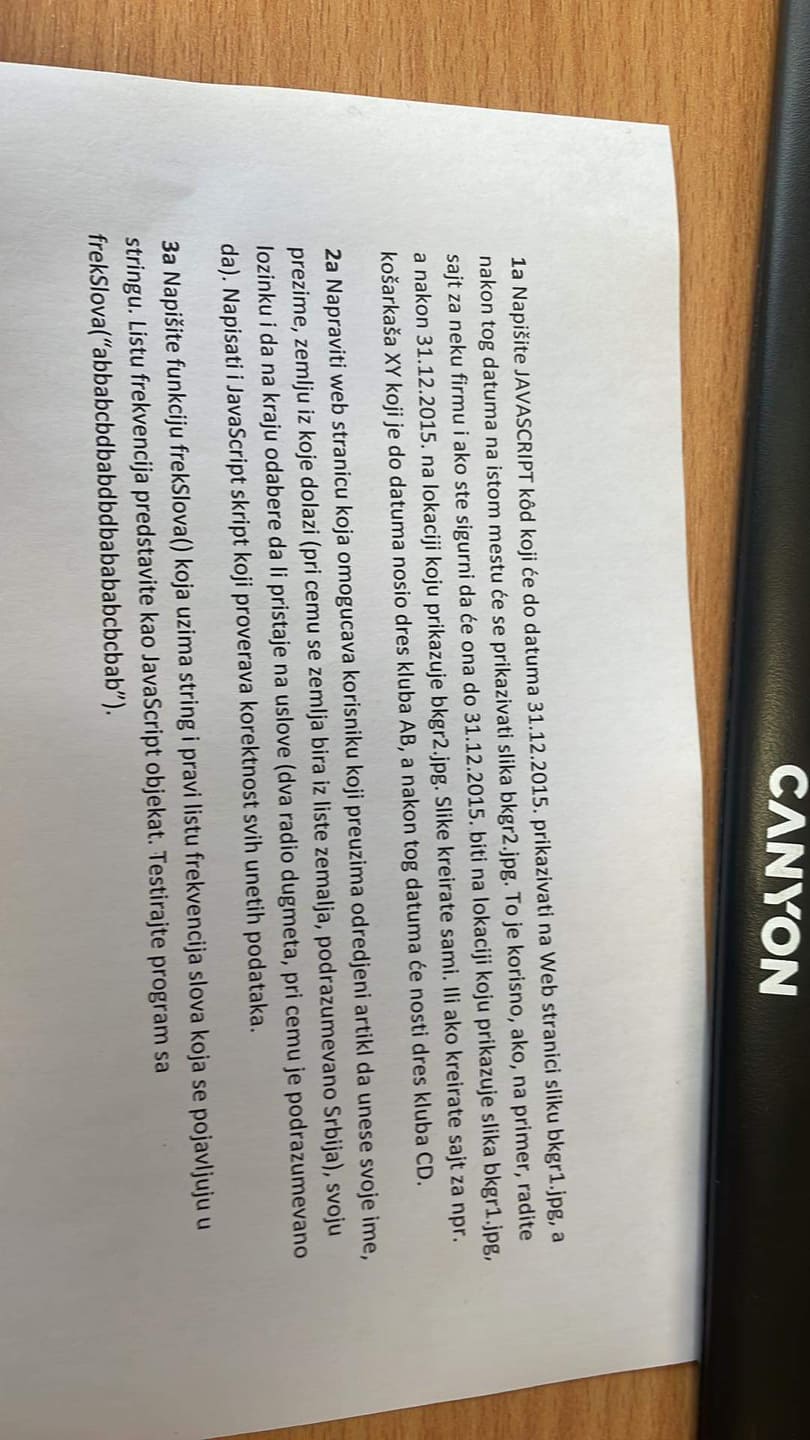 CANYON
1a Napišite JAVASCRIPT kôd koji će do datuma 31.12.2015. prikazivati na Web stranici sliku bkgr1.jpg, a
nakon tog datuma na istom mestu će se prikazivati slika bkgr2.jpg. To je korisno, ako, na primer, radite
sajt za neku firmu i ako ste sigurni da će ona do 31.12.2015. biti na lokaciji koju prikazuje slika bkgr1.jpg,
a nakon 31.12.2015. na lokaciji koju prikazuje bkgr2.jpg. Slike kreirate sami. Ili ako kreirate sajt za npr.
košarkaša XY koji je do datuma nosio dres kluba AB, a nakon tog datuma će nosti dres kluba CD.
2a Napraviti web stranicu koja omogucava korisniku koji preuzima odredjeni artikl da unese svoje ime,
prezime, zemlju iz koje dolazi (pri cemu se zemlja bira iz liste zemalja, podrazumevano Srbija), svoju
lozinku i da na kraju odabere da li pristaje na uslove (dva radio dugmeta, pri cemu je podrazumevano
da). Napisati i JavaScript skript koji proverava korektnost svih unetih podataka.
3a Napišite funkciju frekSlova() koja uzima string i pravi listu frekvencija slova koja se pojavljuju u
stringu. Listu frekvencija predstavite kao JavaScript objekat. Testirajte program sa
frekSlova(“abbabcbdbabdbdbabababcbcbab”).